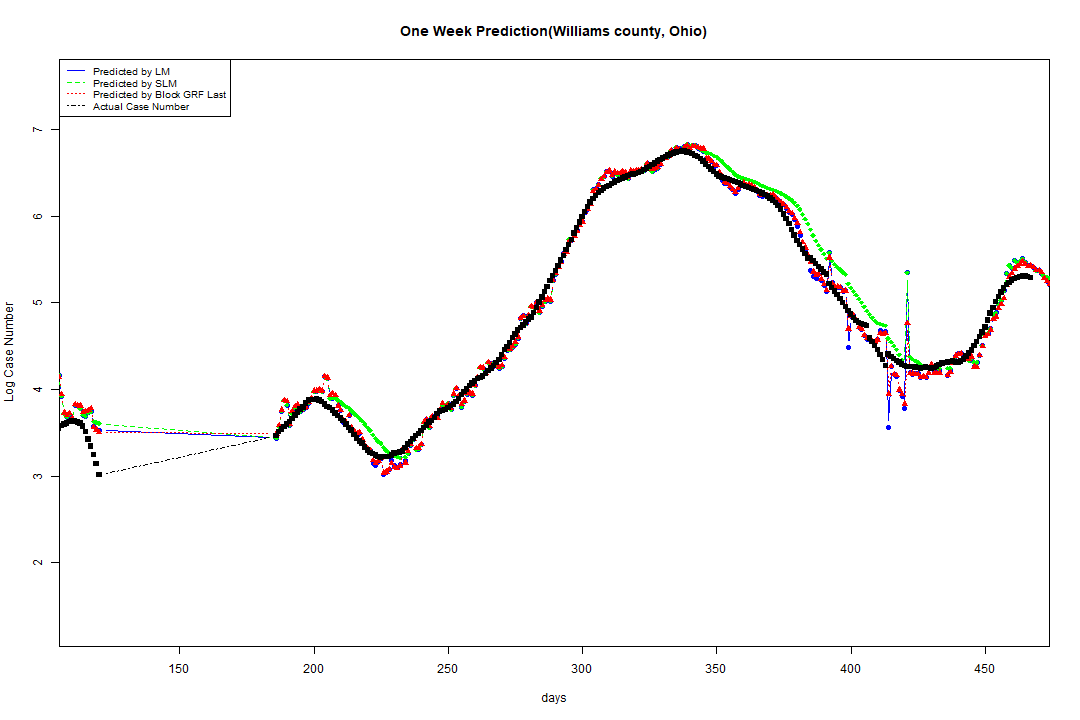 One Week Prediction(Williams county, Ohio)
Predicted by LM
Predicted by SLM
Predicted by Block GRF Last
Actual Case Number
7
6
5
4
3
2
Log Case Number
150 200 250 300 350 400 450
days